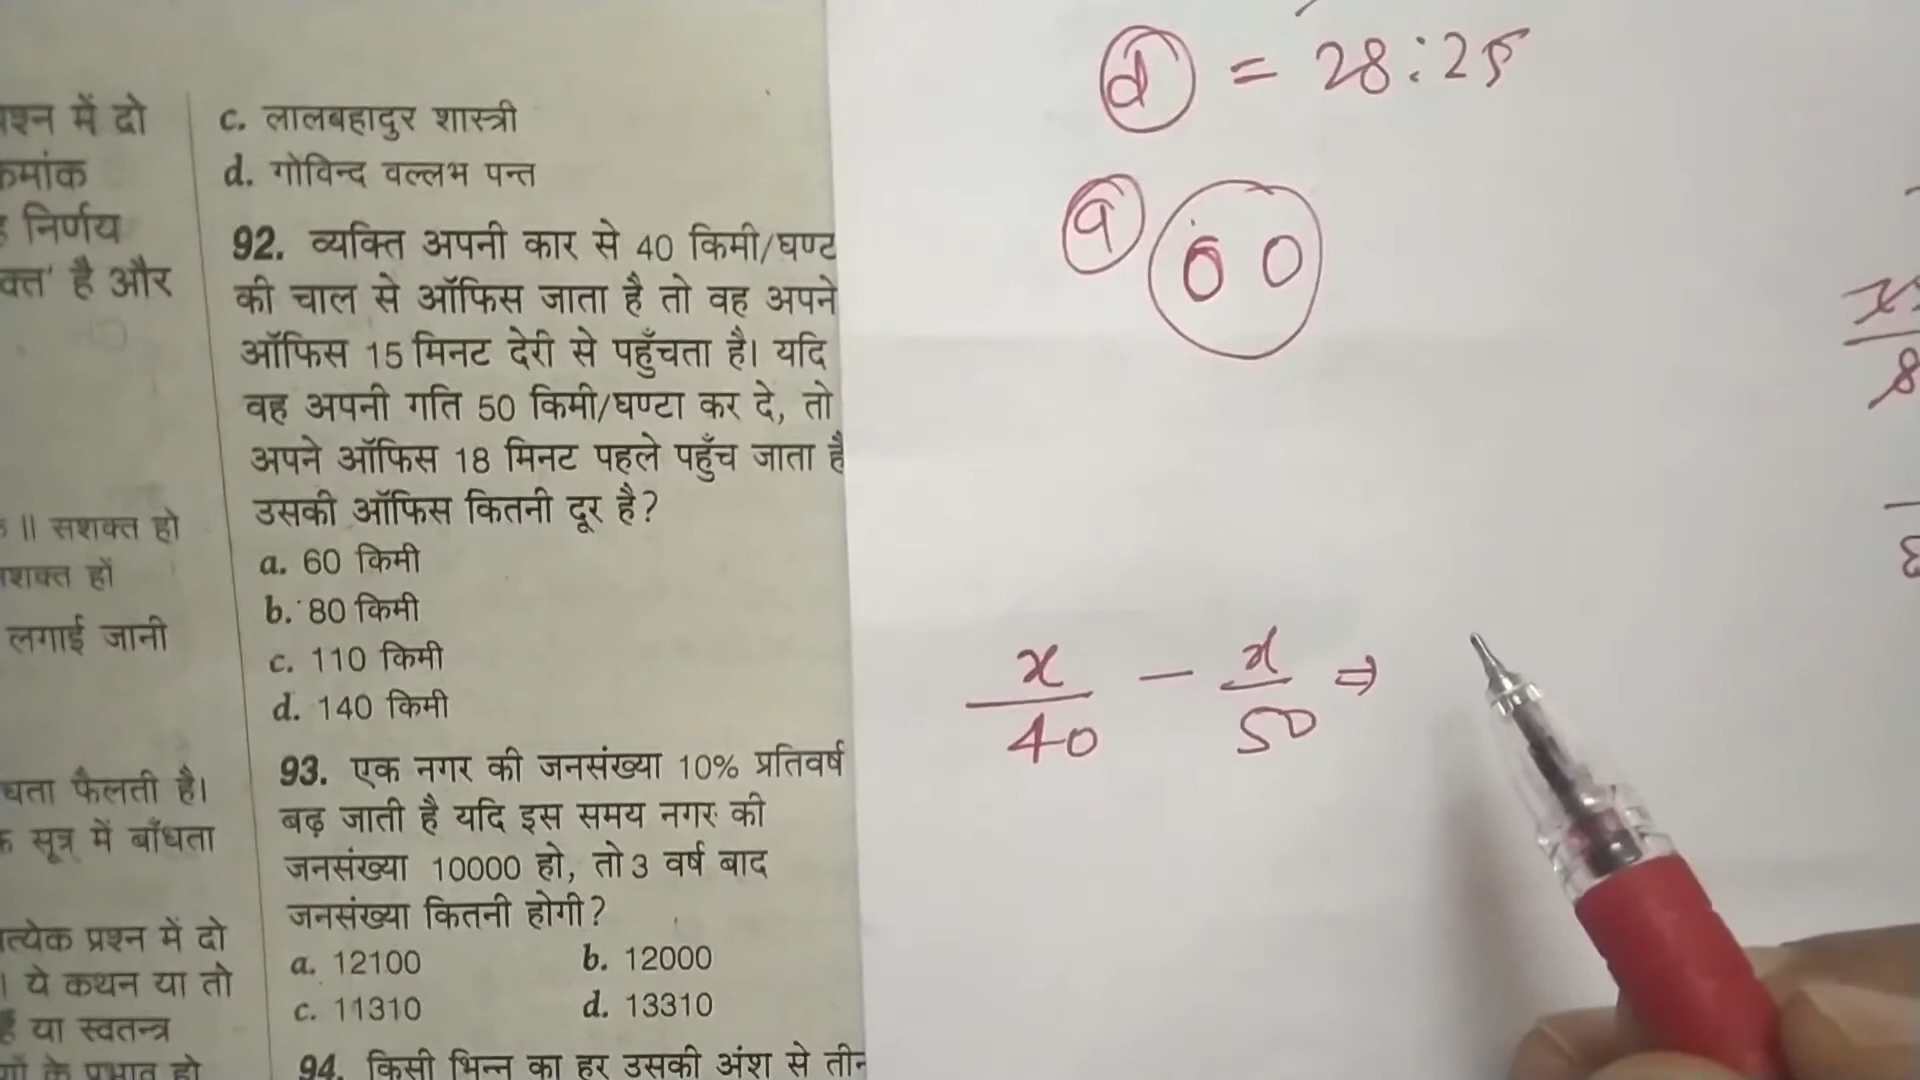 प्रश्न में दो
क्रमांक
निर्णय
है और
II सशक्त हो
लगाई जानी
फैलती है।
सूत्र में बाँधता
प्रत्येक प्रश्न में दो
। ये कथन या तो
या स्वतन्त्र
c. लालबहादुर शास्त्री
d. गोविन्द वल्लभ पन्त
92. व्यक्ति अपनी कार से 40 किमी/घण्ट
की चाल से ऑफिस जाता है तो वह अपने
ऑफिस 15 मिनट देरी से पहुँचता है। यदि
वह अपनी गति 50 किमी/घण्टा कर दे, तो
अपने ऑफिस 18 मिनट पहले पहुँच जाता है
उसकी ऑफिस कितनी दूर है?
a. 60 किमी
b. 80 किमी
c. 110 किमी
d. 140 किमी
93. एक नगर की जनसंख्या 10% प्रतिवर्ष
बढ़ जाती है यदि इस समय नगर की
जनसंख्या 10000 हो, तो 3 वर्ष बाद
जनसंख्या कितनी होगी?
a. 12100 b. 12000
c. 11310 d. 13310
94. किसी भिन्न का हर उसकी अंश से तीन
d = 28:25
x/40 - x/50 ⇒